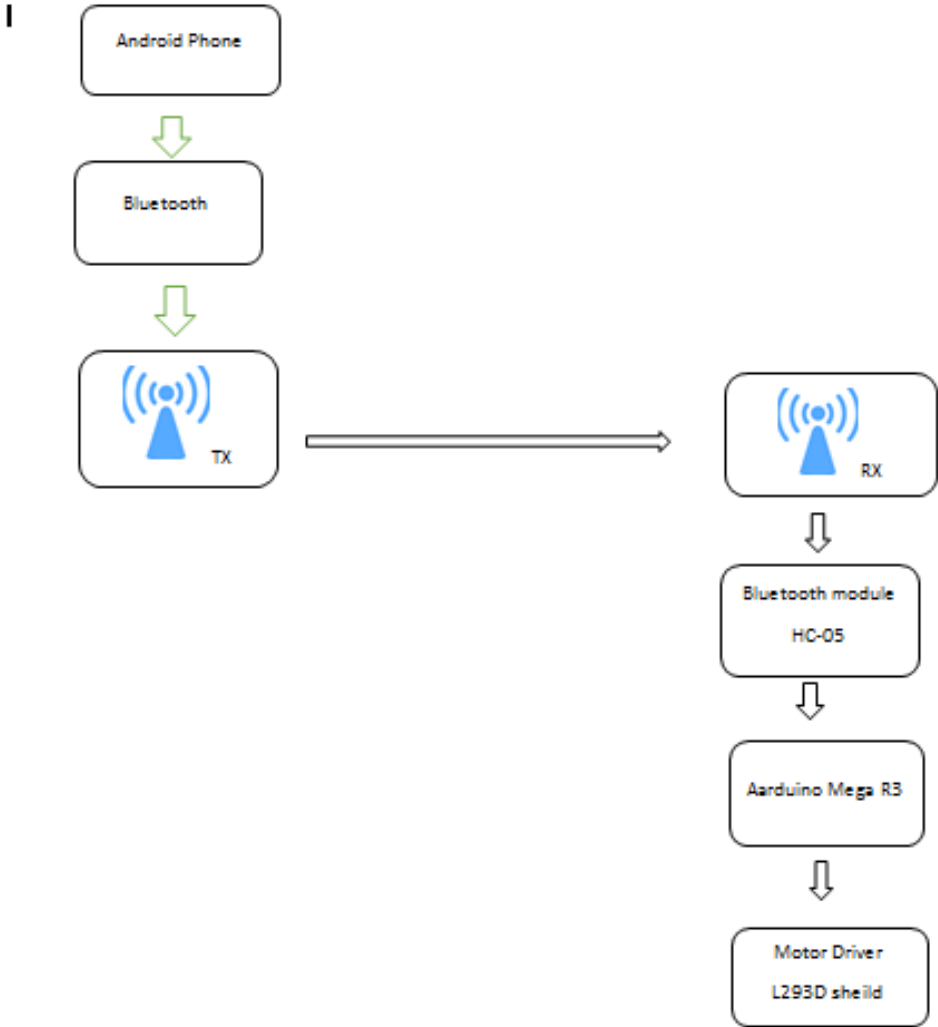 I
Android Phone
Bluetooth
TX
RX
Bluetooth module
HC-05
Aarduino Mega R3
Motor Driver
L293D sheild